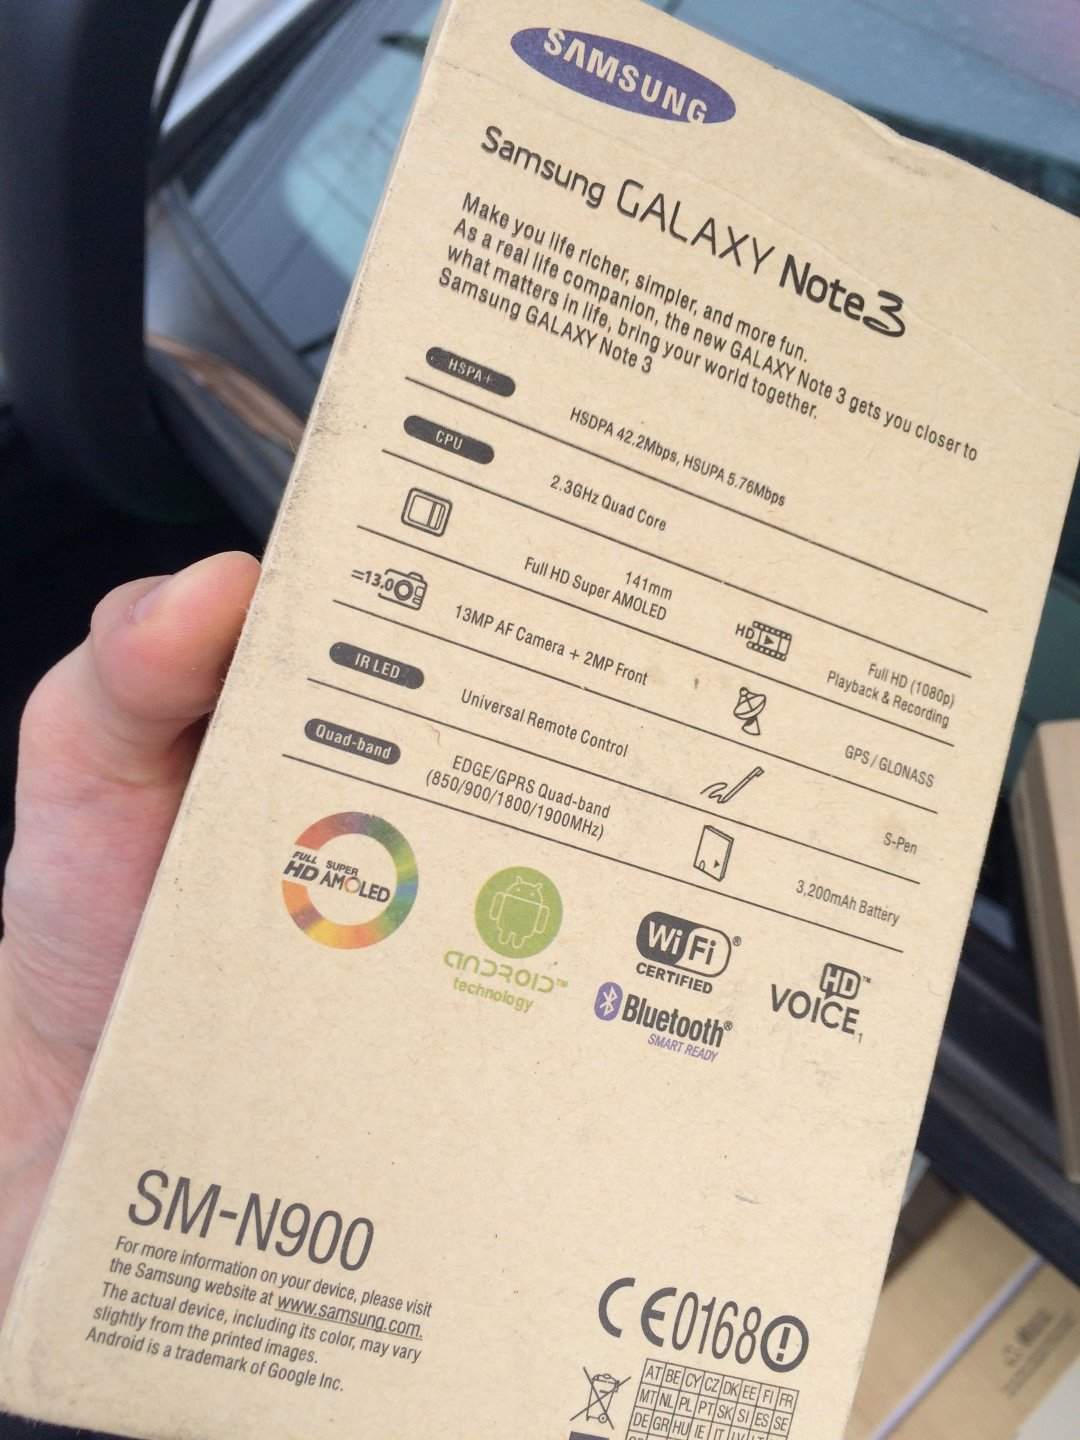 SAMSUNG
Samsung GALAXY Note 3
Make you life richer, simpler, and more fun.
As a real life companion, the new GALAXY Note 3 gets you closer to
what matters in life, bring your world together.
Samsung GALAXY Note 3
HSPA+
HSDPA 42.2Mbps, HSUPA 5.76Mbps
CPU
2.3GHz Quad Core
141mm
Full HD Super AMOLED
HD
Full HD (1080p)
Playback & Recording
=13.0
13MP AF Camera + 2MP Front
GPS / GLONASS
IR LED
Universal Remote Control
S-Pen
Quad-band
EDGE/GPRS Quad-band
(850/900/1800/1900MHz)
3,200mAh Battery
FULL SUPER
HD AMOLED
ANDROID™
technology
Wi Fi®
CERTIFIED
Bluetooth®
SMART READY
HD™
VOICE1
SM-N900
For more information on your device, please visit
the Samsung website at www.samsung.com.
The actual device, including its color, may vary
slightly from the printed images.
Android is a trademark of Google Inc.
CE0168!
AT BE CY CZ DK EE FI FR
MT NL PL PT SK SI ES SE
DE GR HU IE IT LV LT